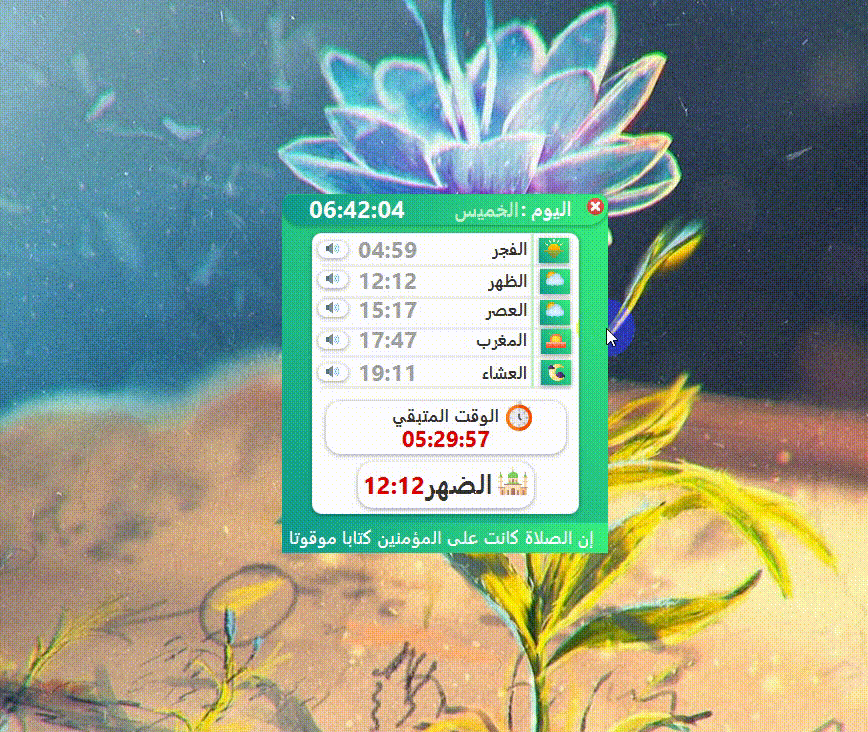 اليوم :الخميس 06:42:04
الفجر 04:59
الظهر 12:12
العصر 15:17
المغرب 17:47
العشاء 19:11
الوقت المتبقي
05:29:57
الضهر 12:12
إن الصلاة كانت على المؤمنين كتابا موقوتا